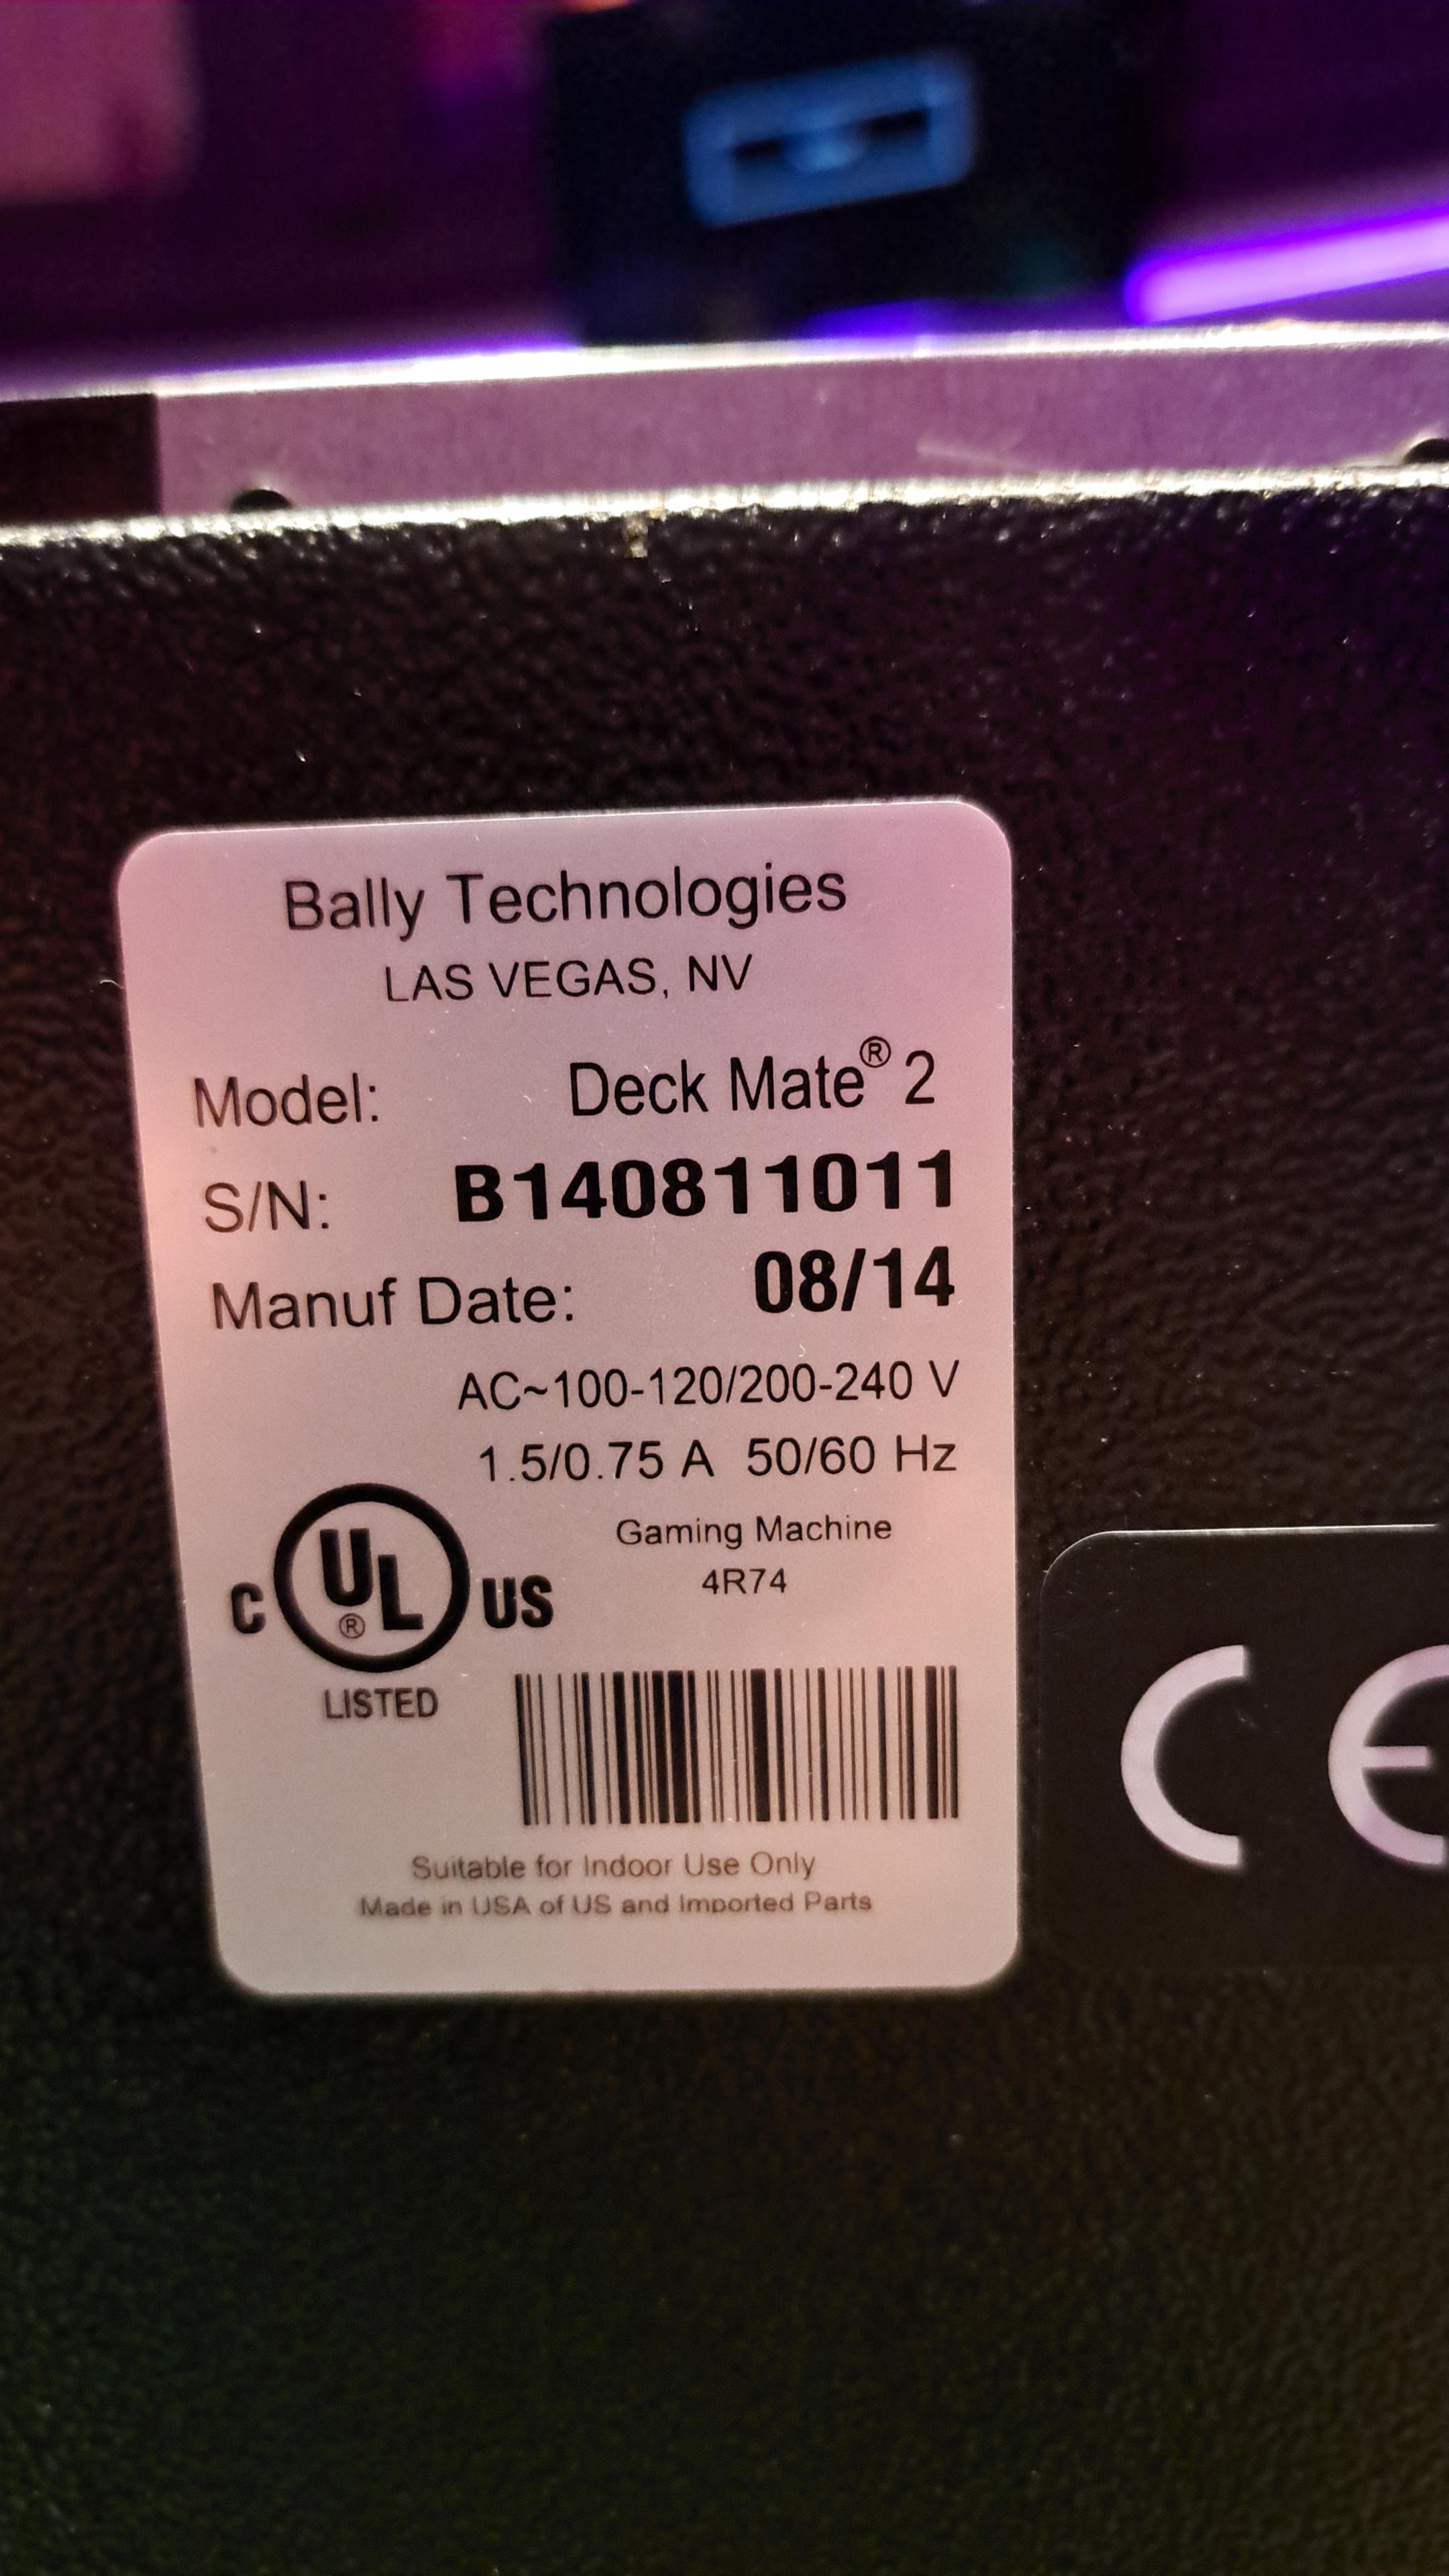 Bally Technologies
LAS VEGAS, NV
Model: Deck Mate® 2
S/N: B140811011
Manuf Date: 08/14
AC~100-120/200-240 V
1.5/0.75 A 50/60 Hz
Gaming Machine
4R74
C UL® US
LISTED
Suitable for Indoor Use Only
Made in USA of US and Imported Parts
CE